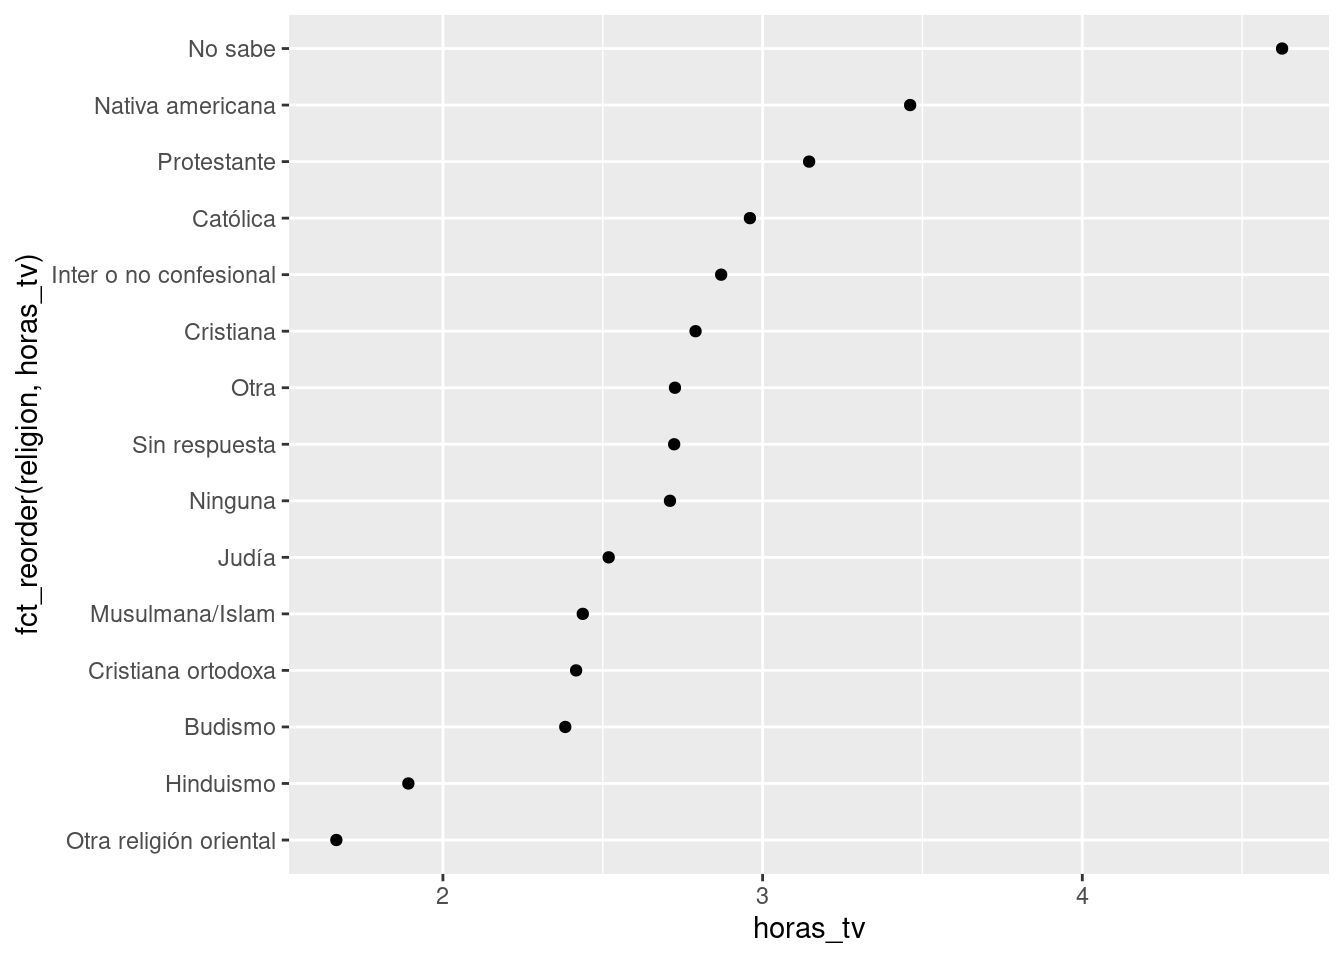 No sabe
Nativa americana
Protestante
Católica
Inter o no confesional
Cristiana
Otra
Sin respuesta
Ninguna
Judía
Musulmana/Islam
Cristiana ortodoxa
Budismo
Hinduismo
Otra religión oriental
fct_reorder(religion, horas_tv)
2 3 4
horas_tv